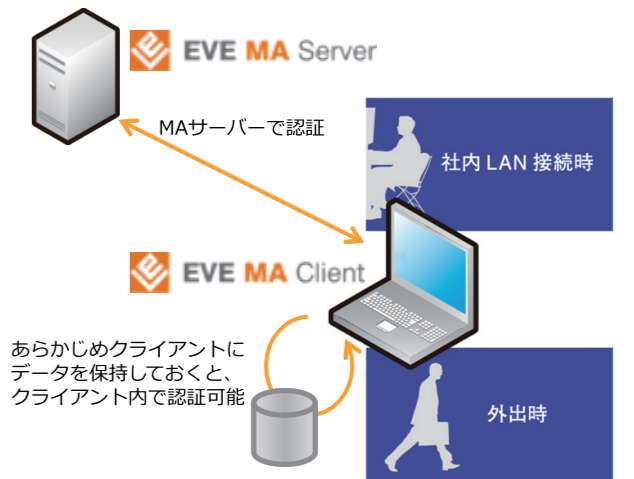 EVE MA Server
MAサーバーで認証
社内 LAN 接続時
EVE MA Client
あらかじめクライアントに
データを保持しておくと、
クライアント内で認証可能
外出時